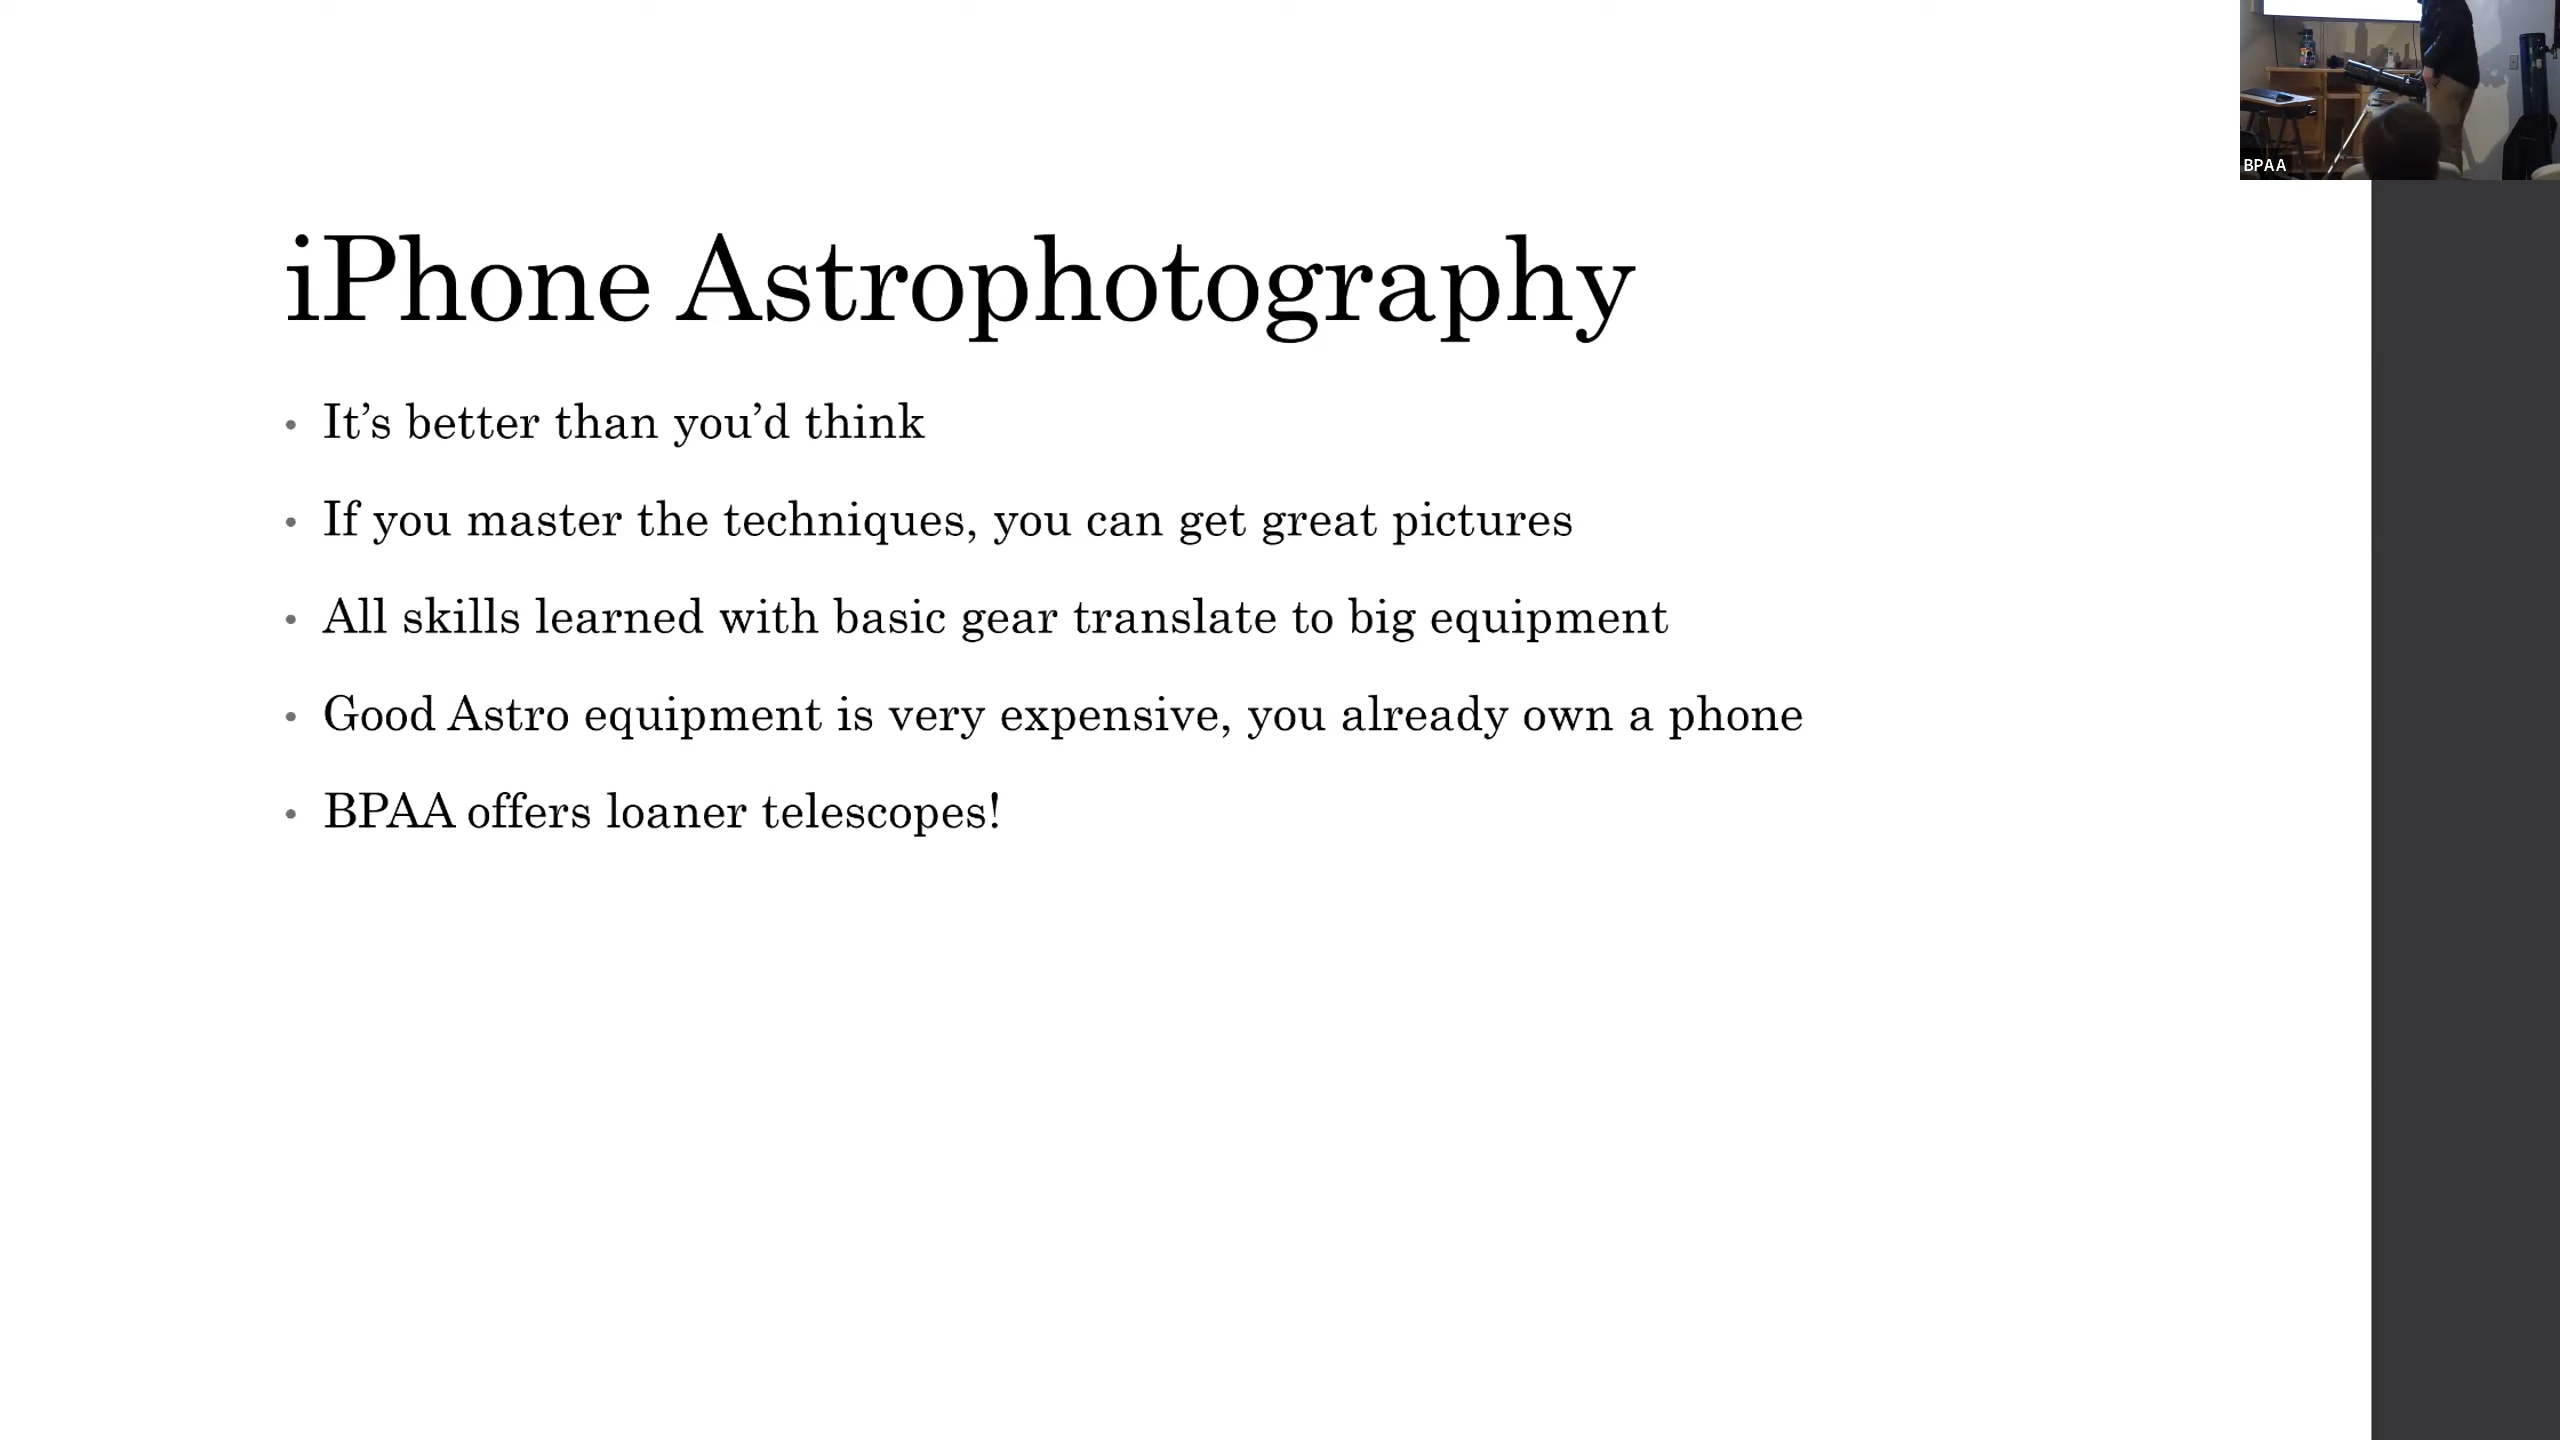 BPAA
iPhone Astrophotography
• It’s better than you’d think
• If you master the techniques, you can get great pictures
• All skills learned with basic gear translate to big equipment
• Good Astro equipment is very expensive, you already own a phone
• BPAA offers loaner telescopes!